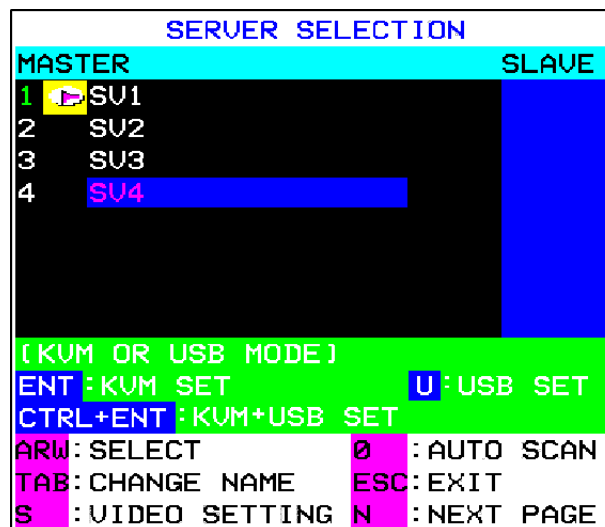 SERVER SELECTION
MASTER SLAVE
1 SV1
2 SV2
3 SV3
4 SV4
[KVM OR USB MODE]
ENT:KVM SET U:USB SET
CTRL+ENT:KVM+USB SET
ARW:SELECT 0:AUTO SCAN
TAB:CHANGE NAME ESC:EXIT
S:VIDEO SETTING N:NEXT PAGE